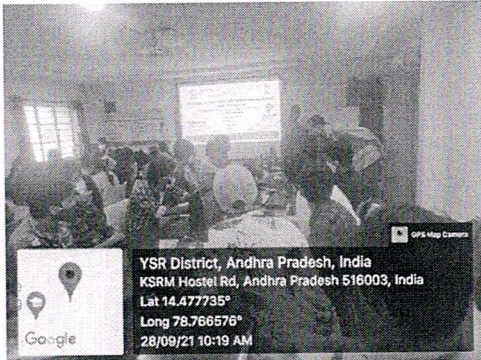 GPS Map Camera
YSR District, Andhra Pradesh, India
KSRM Hostel Rd, Andhra Pradesh 516003, India
Lat 14.477735°
Long 78.766576°
28/09/21 10:19 AM
Google